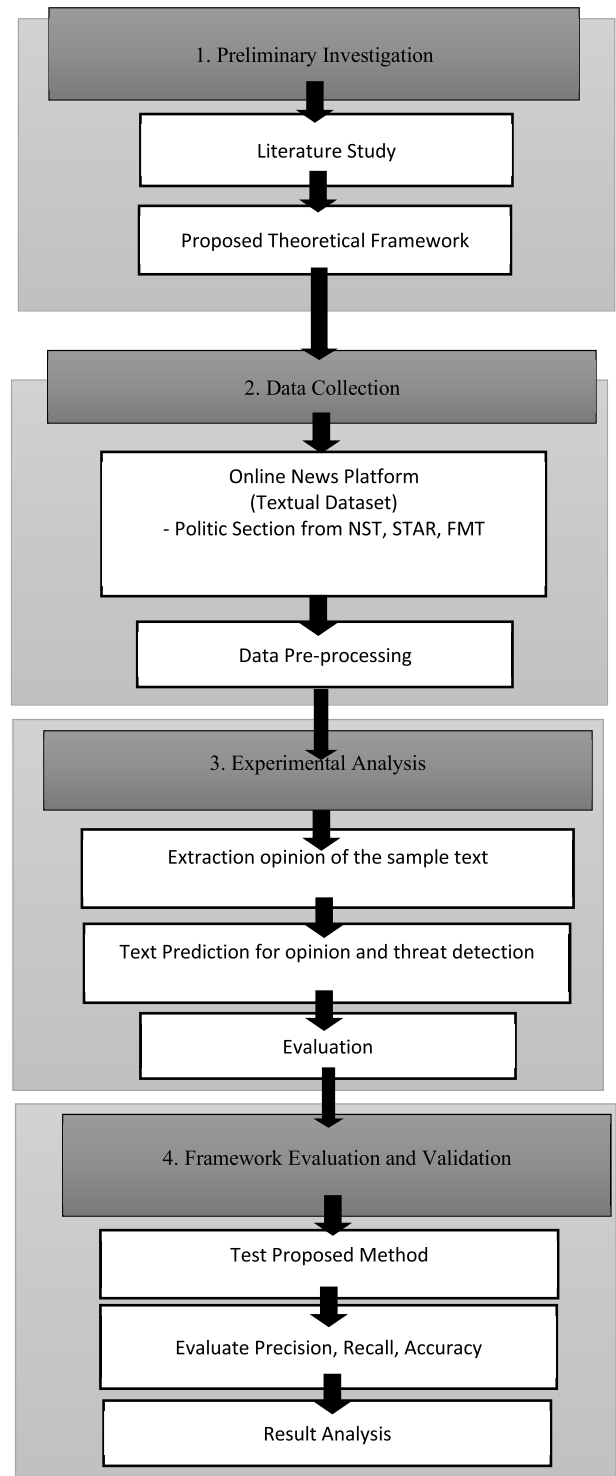 1. Preliminary Investigation
Literature Study
Proposed Theoretical Framework
2. Data Collection
Online News Platform
(Textual Dataset)
- Politic Section from NST, STAR, FMT
Data Pre-processing
3. Experimental Analysis
Extraction opinion of the sample text
Text Prediction for opinion and threat detection
Evaluation
4. Framework Evaluation and Validation
Test Proposed Method
Evaluate Precision, Recall, Accuracy
Result Analysis